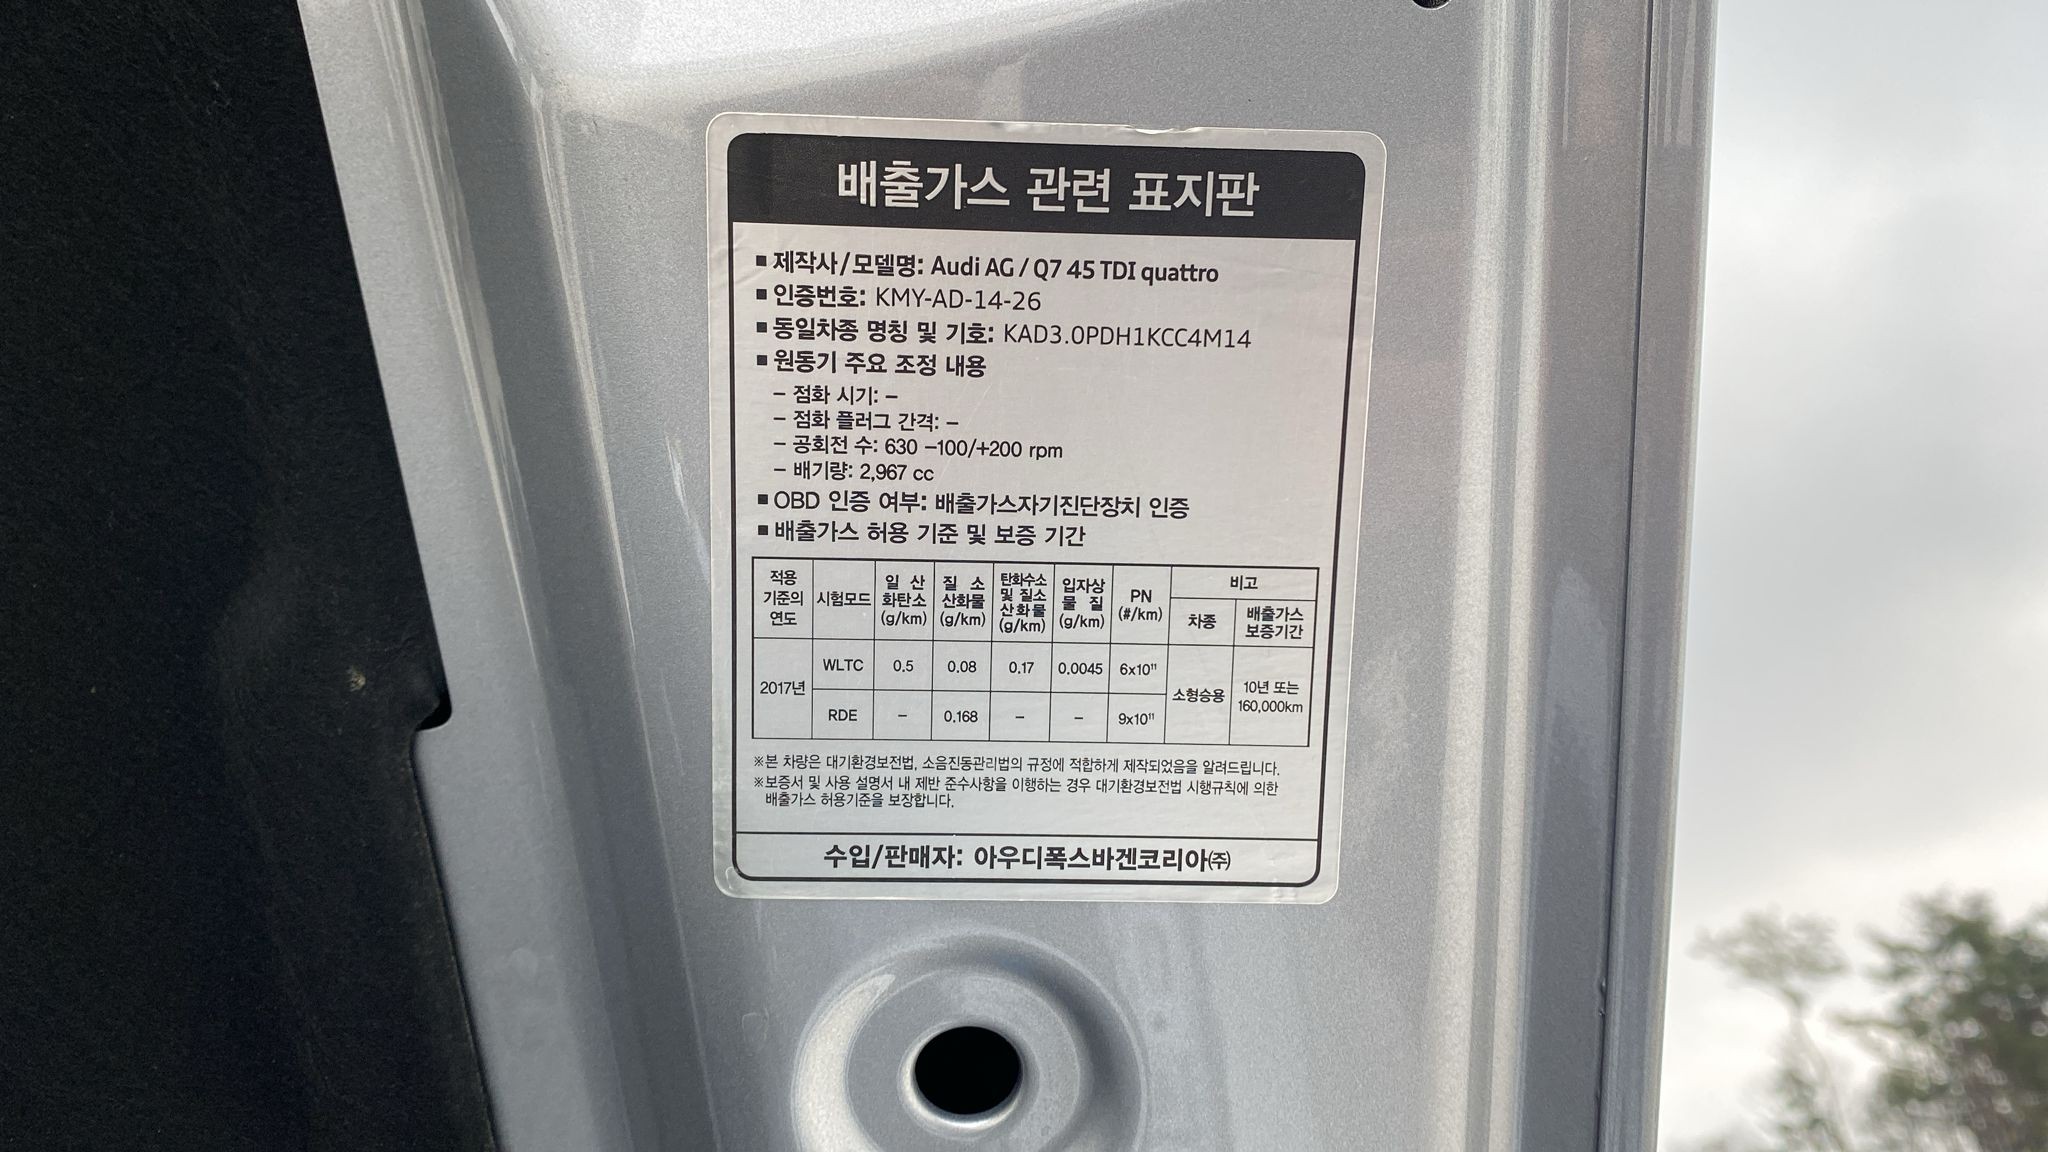 배출가스 관련 표지판
■ 제작사/모델명: Audi AG / Q7 45 TDI quattro
■ 인증번호: KMY-AD-14-26
■ 동일차종 명칭 및 기호: KAD3.0PDH1KCC4M14
■ 원동기 주요 조정 내용
– 점화 시기: –
– 점화 플러그 간격: –
– 공회전 수: 630 –100/+200 rpm
– 배기량: 2,967 cc
■ OBD 인증 여부: 배출가스자기진단장치 인증
■ 배출가스 허용 기준 및 보증 기간
적용 기준의 연도 시험모드 일 산 화탄소 (g/km) 질 소 산화물 (g/km) 탄화수소 및 질소 산화물 (g/km) 입자상 물 질 (g/km) PN (#/km) 비고
차종 배출가스 보증기간
2017년 WLTC 0.5 0.08 0.17 0.0045 6x10¹¹ 소형승용 10년 또는 160,000km
RDE – 0.168 – – 9x10¹¹
※본 차량은 대기환경보전법, 소음진동관리법의 규정에 적합하게 제작되었음을 알려드립니다.
※보증서 및 사용 설명서 내 제반 준수사항을 이행하는 경우 대기환경보전법 시행규칙에 의한
배출가스 허용기준을 보장합니다.
수입/판매자: 아우디폭스바겐코리아㈜